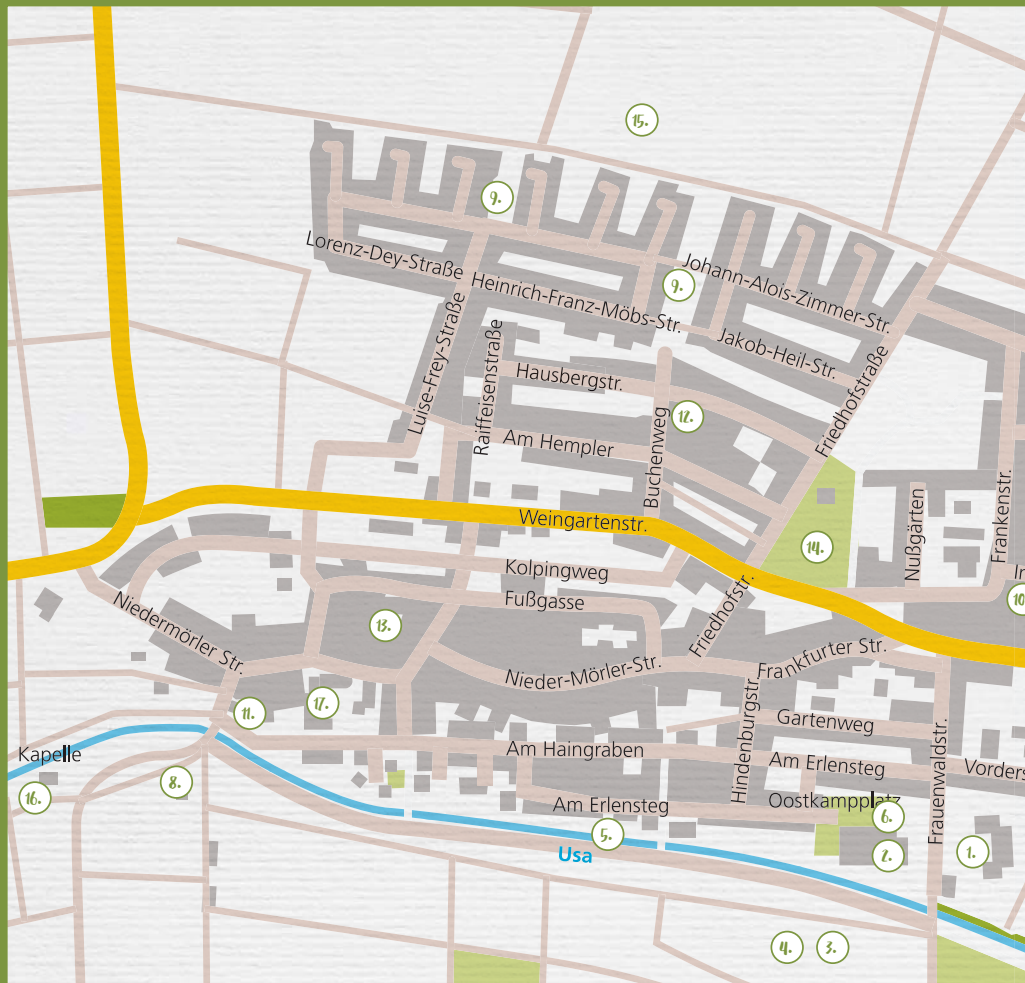 15.
9.
Lorenz-Dey-Straße
Johann-Alois-Zimmer-Str.
9.
Heinrich-Franz-Möbs-Str.
Jakob-Heil-Str.
Luise-Frey-Straße
Raiffeisenstraße
Hausbergstr.
Friedhofstraße
12.
Buchenweg
Am Hempler
Weingartenstr.
Nußgärten
Frankenstr.
14.
In
10
Kolpingweg
Fußgasse
Friedhofstr.
Niedermörler Str.
13.
Nieder-Mörler-Str.
Frankfurter Str.
Hindenburgstr.
11.
17.
Gartenweg
Frauenwaldstr.
Am Haingraben
Kapelle
Am Erlensteg
Vorders
8.
16.
Am Erlensteg
Oostkampplatz
6.
5.
Usa
2.
1.
4.
3.